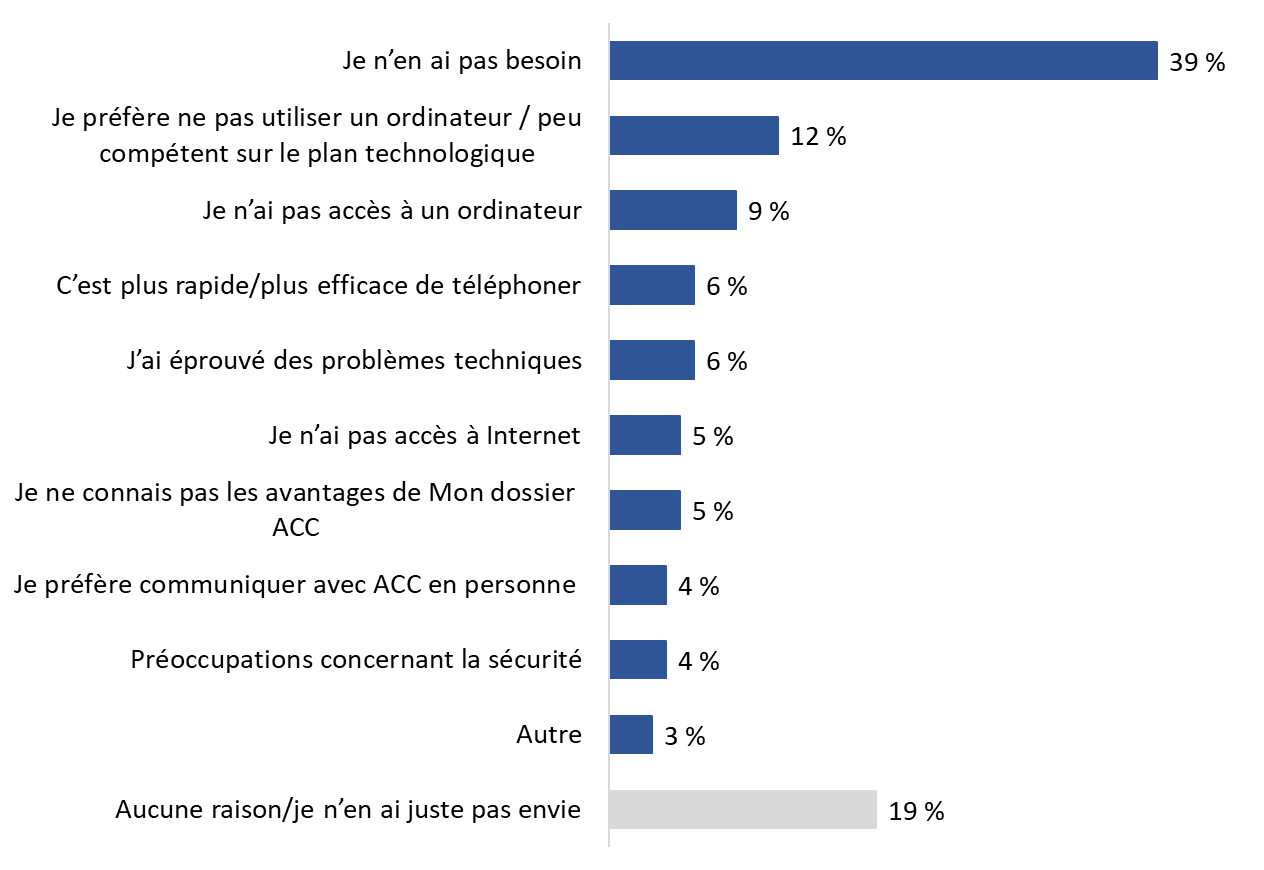 Je n’en ai pas besoin
39 %
Je préfère ne pas utiliser un ordinateur / peu
compétent sur le plan technologique
12 %
Je n’ai pas accès à un ordinateur
9 %
C’est plus rapide/plus efficace de téléphoner
6 %
J’ai éprouvé des problèmes techniques
6 %
Je n’ai pas accès à Internet
5 %
Je ne connais pas les avantages de Mon dossier
ACC
5 %
Je préfère communiquer avec ACC en personne
4 %
Préoccupations concernant la sécurité
4 %
Autre
3 %
Aucune raison/je n’en ai juste pas envie
19 %